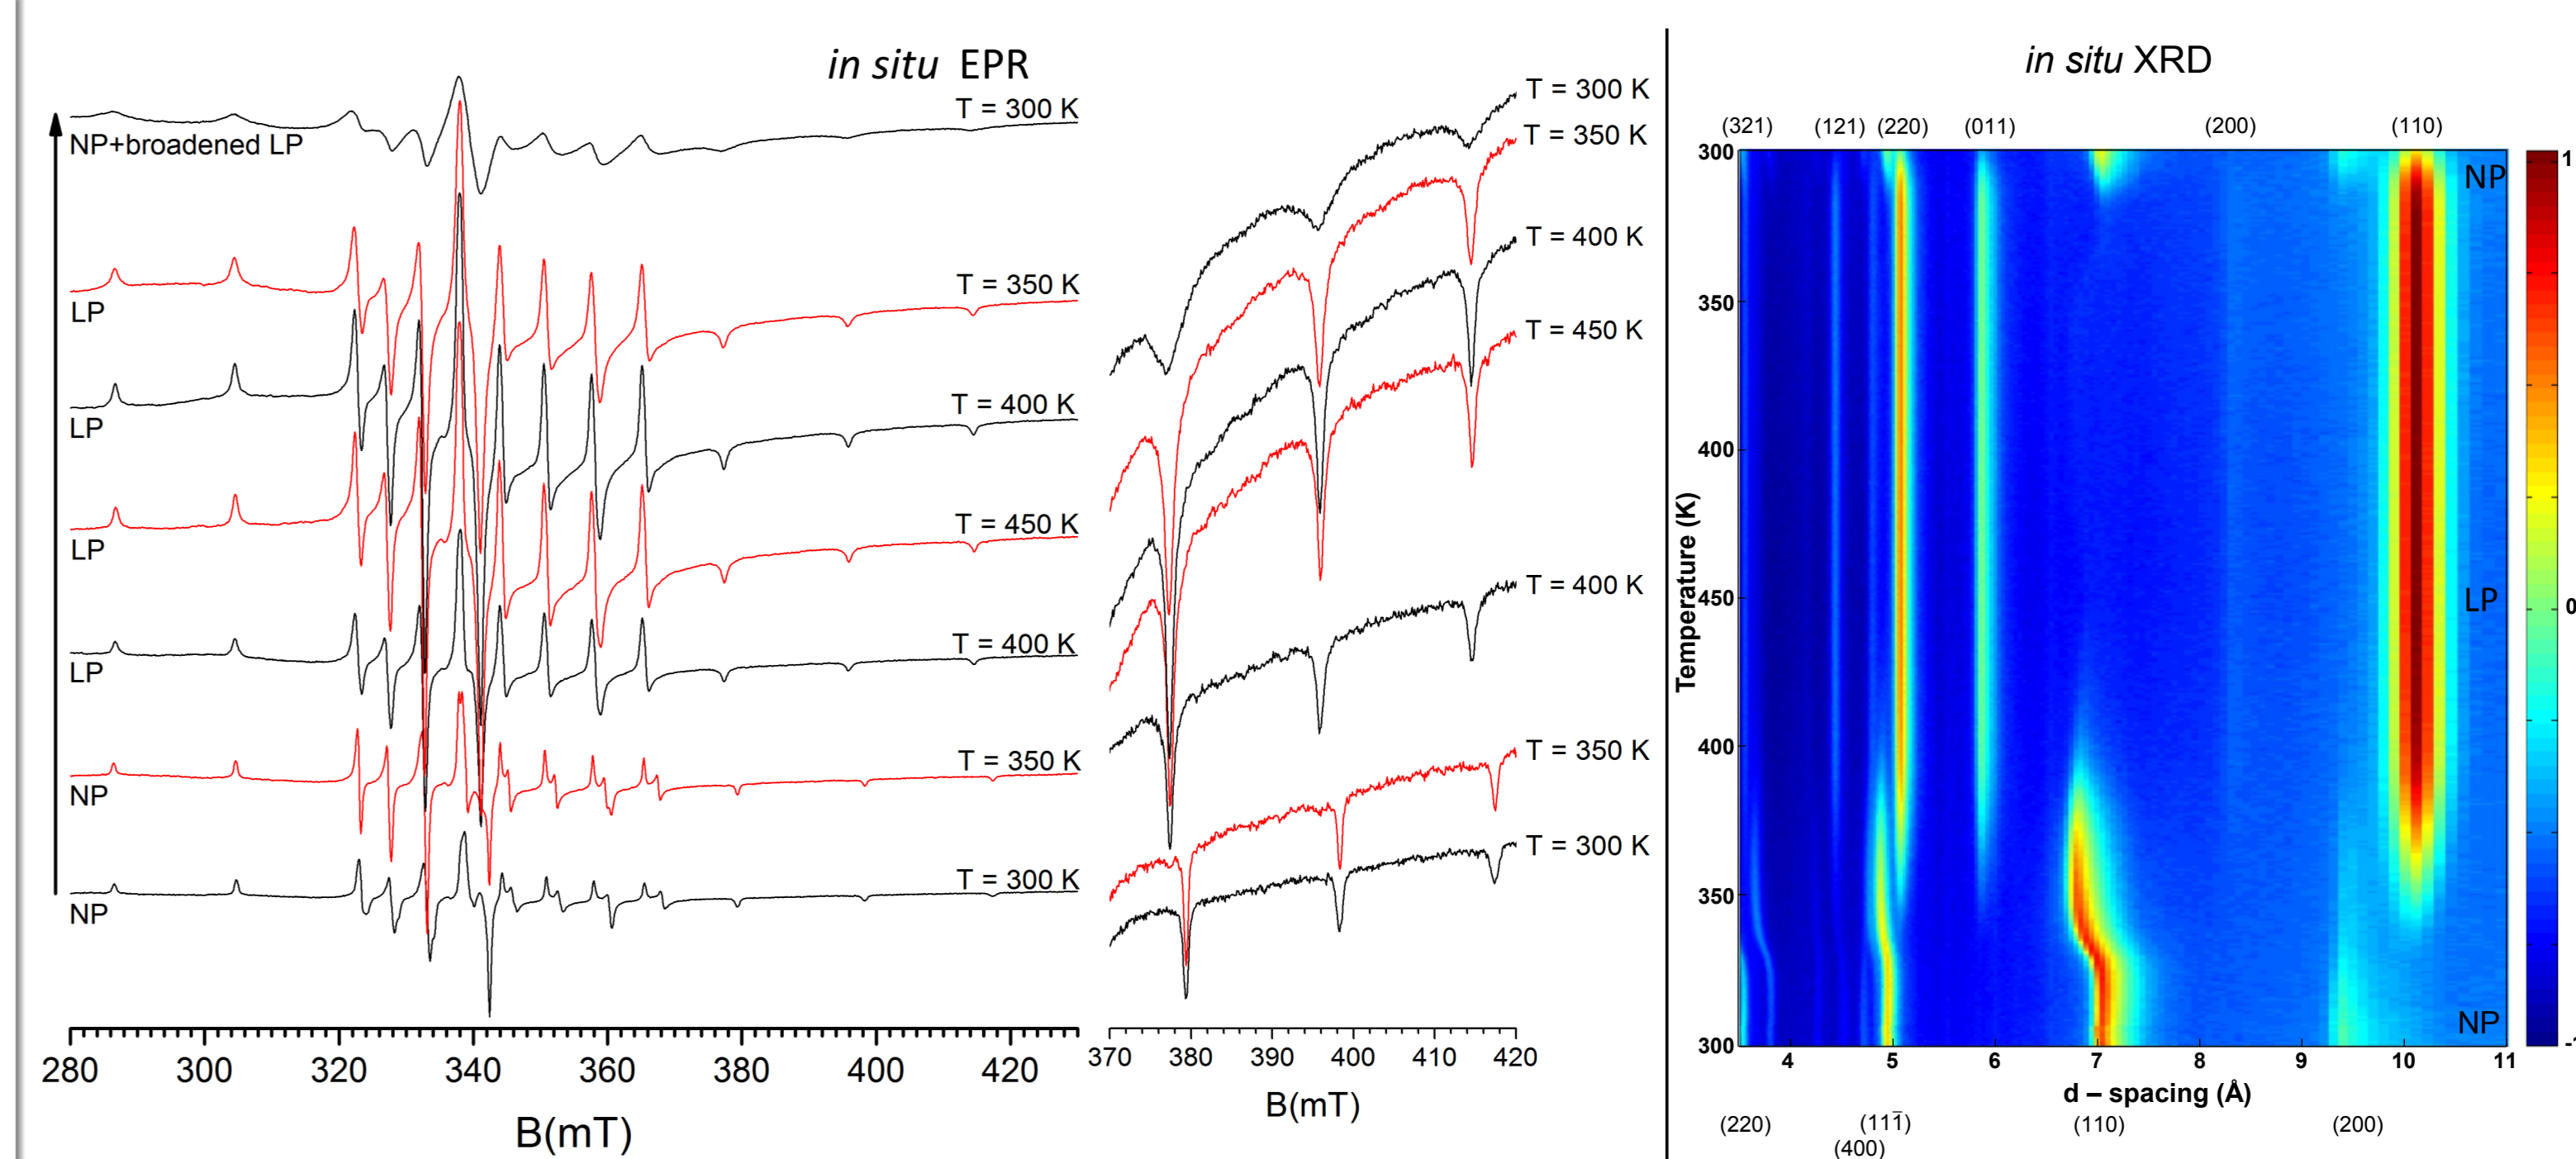 in situ EPR
T = 300 K
NP+broadened LP
T = 350 K
LP
T = 400 K
LP
T = 450 K
LP
T = 400 K
LP
T = 350 K
NP
T = 300 K
NP
280 300 320 340 360 380 400 420
B(mT)
T = 300 K
T = 350 K
T = 400 K
T = 450 K
T = 400 K
T = 350 K
T = 300 K
370 380 390 400 410 420
B(mT)
in situ XRD
(321) (121) (220) (011) (200) (110)
300
350
400
450
400
350
300
Temperature (K)
NP
LP
NP
4 5 6 7 8 9 10 11
d – spacing (Å)
(220) (111̅) (110) (200)
(400)
1
0